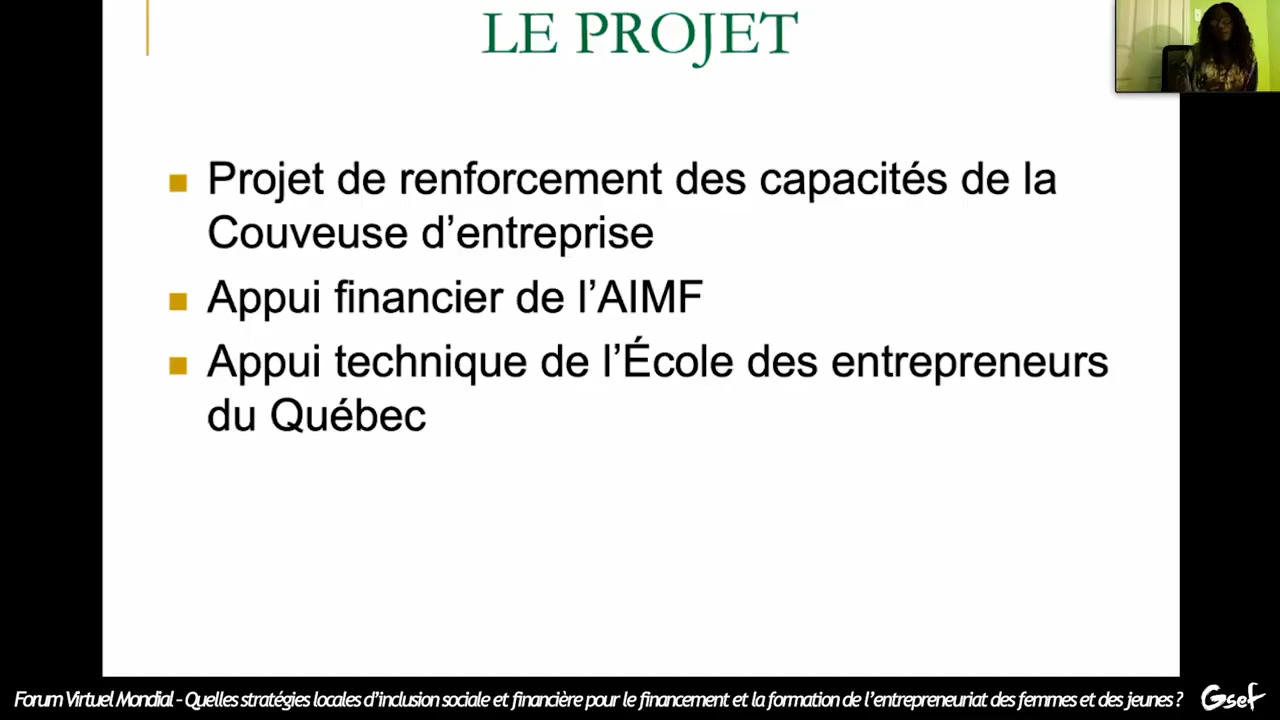 LE PROJET
Projet de renforcement des capacités de la
Couveuse d’entreprise
Appui financier de l’AIMF
Appui technique de l’École des entrepreneurs
du Québec
Forum Virtuel Mondial - Quelles stratégies locales d’inclusion sociale et financière pour le financement et la formation de l’entrepreneuriat des femmes et des jeunes ?
Gsef